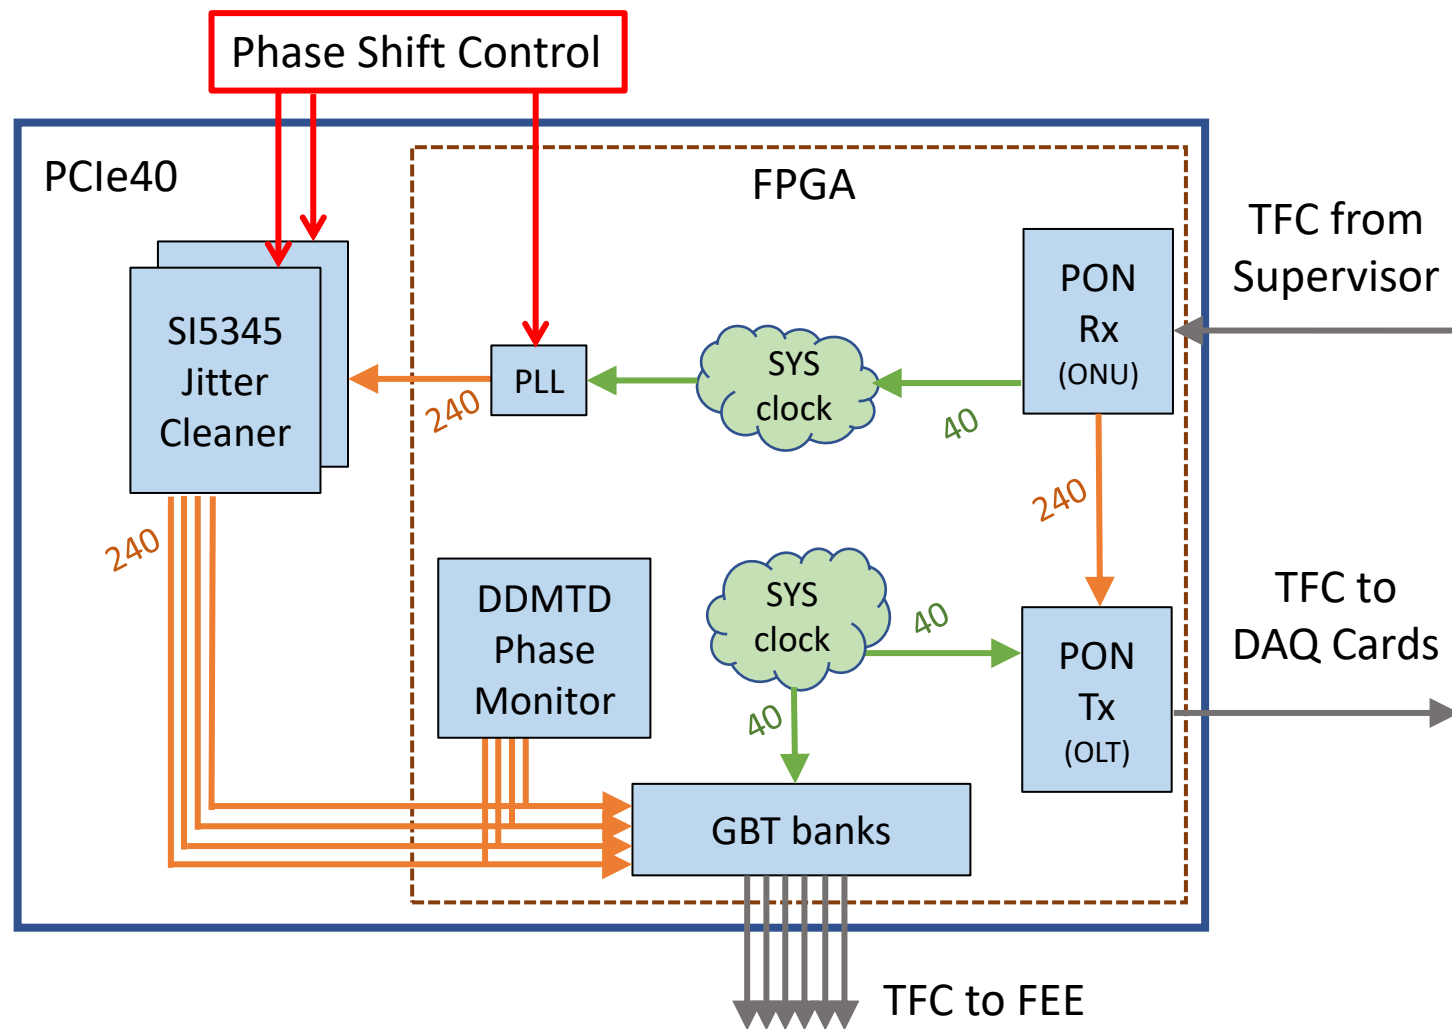 Phase Shift Control
PCIe40
FPGA
TFC from
Supervisor
SI5345
Jitter
Cleaner
PLL
SYS
clock
PON
Rx
(ONU)
240
40
240
240
DDMTD
Phase
Monitor
SYS
clock
40
40
PON
Tx
(OLT)
TFC to
DAQ Cards
GBT banks
TFC to FEE